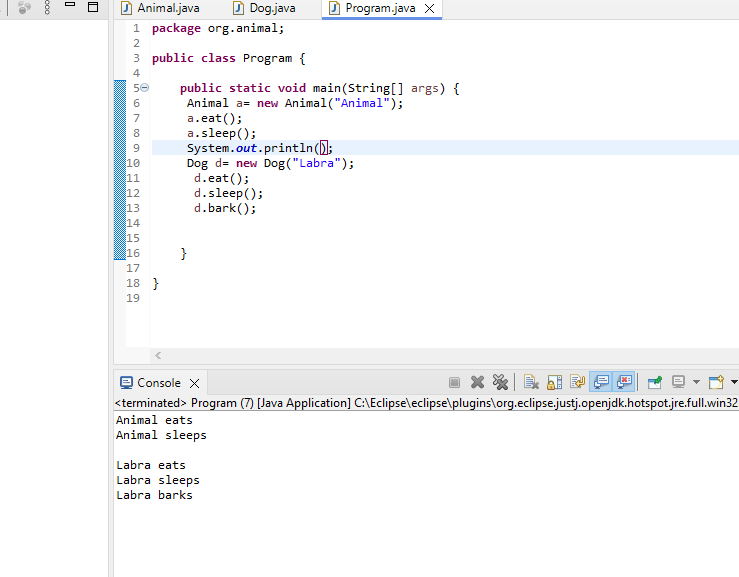 Animal.java Dog.java Program.java
1 package org.animal;
2
3 public class Program {
4
5 public static void main(String[] args) {
6 Animal a= new Animal("Animal");
7 a.eat();
8 a.sleep();
9 System.out.println();
10 Dog d= new Dog("Labra");
11 d.eat();
12 d.sleep();
13 d.bark();
14
15
16 }
17
18 }
19
Console
<terminated> Program (7) [Java Application] C:\Eclipse\eclipse\plugins\org.eclipse.justj.openjdk.hotspot.jre.full.win32
Animal eats
Animal sleeps
Labra eats
Labra sleeps
Labra barks